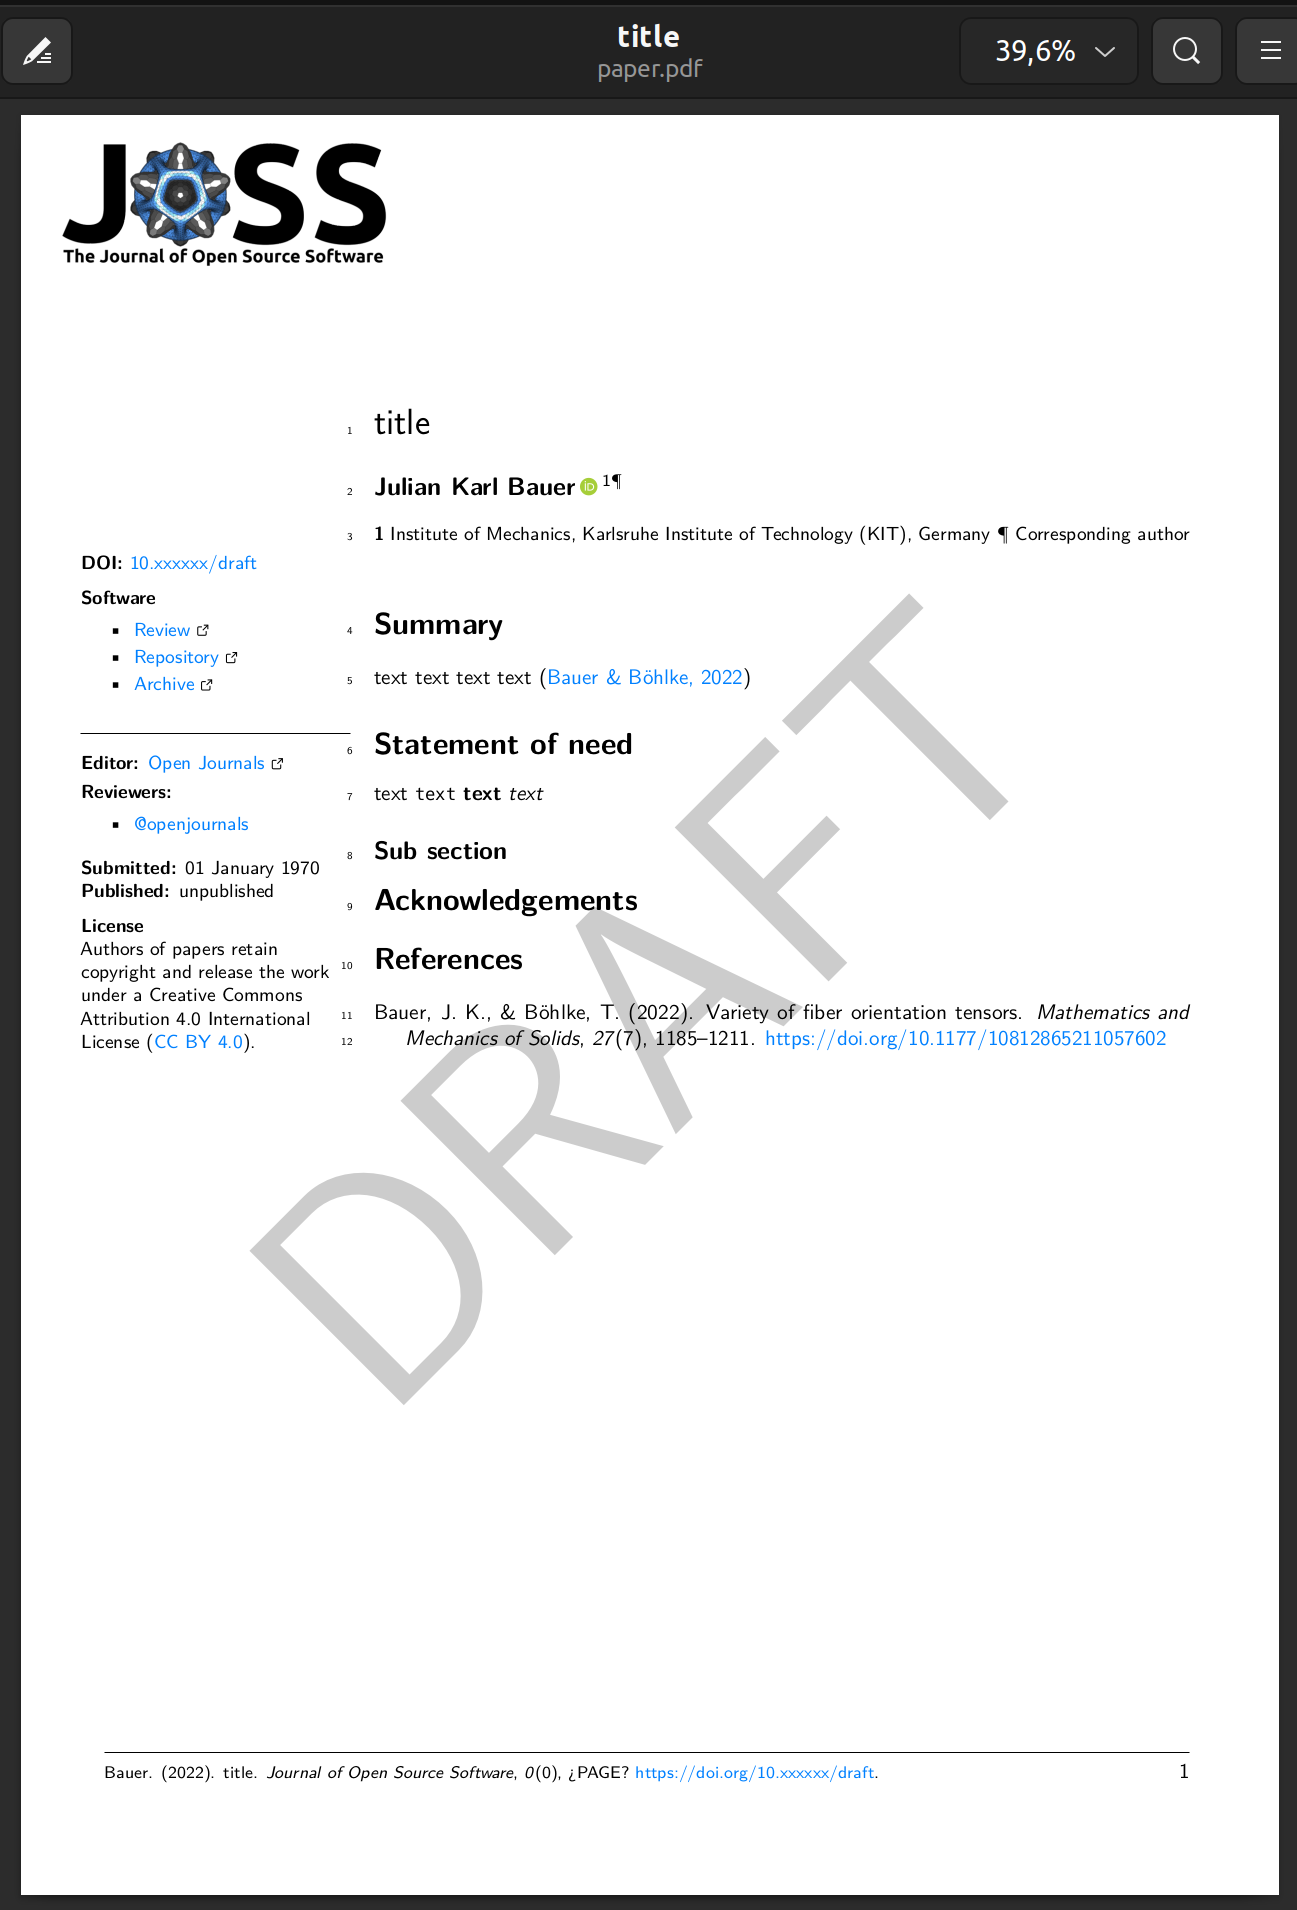 title
paper.pdf
39,6%
JOSS
The Journal of Open Source Software
1 title
2 Julian Karl Bauer iD 1¶
3 1 Institute of Mechanics, Karlsruhe Institute of Technology (KIT), Germany ¶ Corresponding author
DOI: 10.xxxxxx/draft
Software
▪ Review
▪ Repository
▪ Archive
Editor: Open Journals
Reviewers:
▪ @openjournals
Submitted: 01 January 1970
Published: unpublished
License
Authors of papers retain
copyright and release the work
under a Creative Commons
Attribution 4.0 International
License (CC BY 4.0).
4 Summary
5 text text text text (Bauer & Böhlke, 2022)
6 Statement of need
7 text text text text
8 Sub section
9 Acknowledgements
10 References
11 Bauer, J. K., & Böhlke, T. (2022). Variety of fiber orientation tensors. Mathematics and
12 Mechanics of Solids, 27(7), 1185–1211. https://doi.org/10.1177/10812865211057602
DRAFT
Bauer. (2022). title. Journal of Open Source Software, 0(0), ¿PAGE? https://doi.org/10.xxxxxx/draft.
1